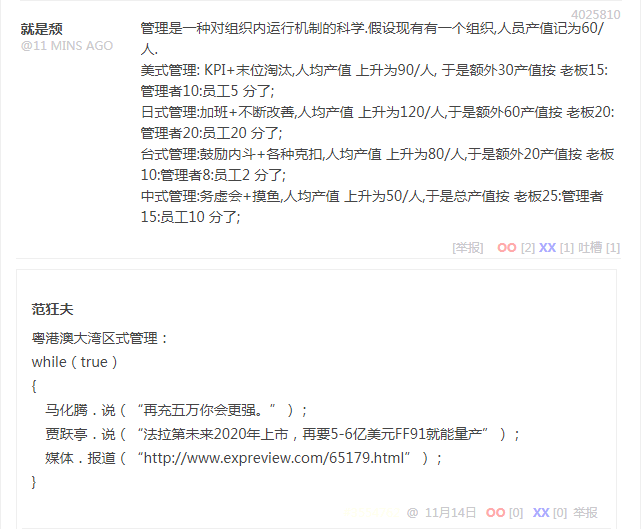 4025810
就是颓
@11 MINS AGO
管理是一种对组织内运行机制的科学.假设现有有一个组织,人员产值记为60/
人.
美式管理: KPI+末位淘汰,人均产值 上升为90/人, 于是额外30产值按 老板15:
管理者10:员工5 分了;
日式管理:加班+不断改善,人均产值 上升为120/人,于是额外60产值按 老板20:
管理者20:员工20 分了;
台式管理:鼓励内斗+各种克扣,人均产值 上升为80/人,于是额外20产值按 老板
10:管理者8:员工2 分了;
中式管理:务虚会+摸鱼,人均产值 上升为50/人,于是总产值按 老板25:管理者
15:员工10 分了;
[举报] OO [2] XX [1] 吐槽 [1]
范狂夫
粤港澳大湾区式管理：
while（true）
{
马化腾．说（“再充五万你会更强。”）；
贾跃亭．说（“法拉第未来2020年上市，再要5-6亿美元FF91就能量产”）；
媒体．报道（“http://www.expreview.com/65179.html”）；
}
@ 11月14日 OO [0] XX [0] 举报